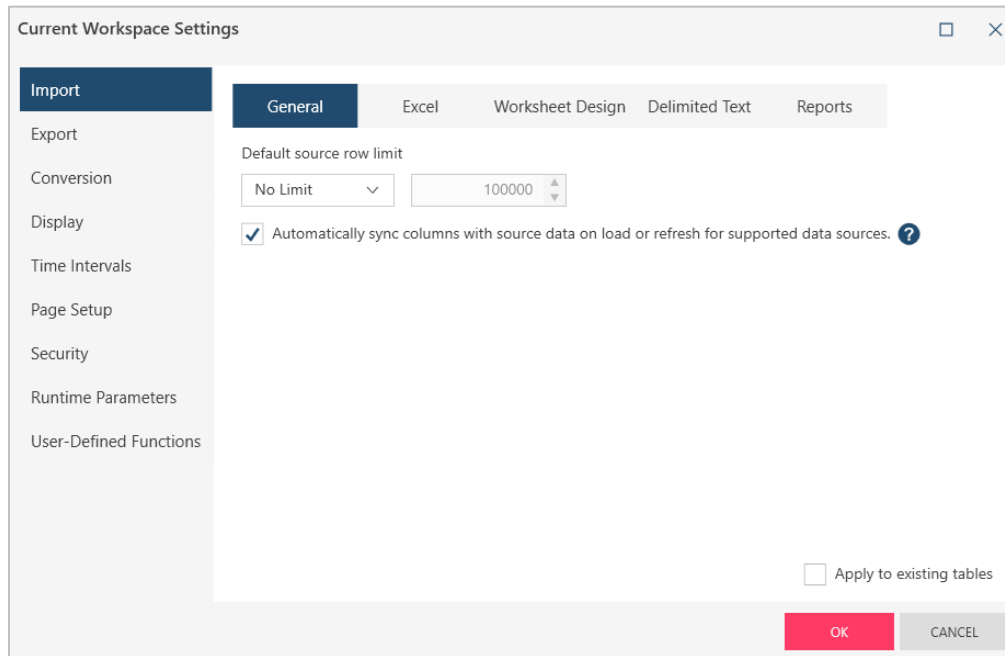 Current Workspace Settings
Import
Export
Conversion
Display
Time Intervals
Page Setup
Security
Runtime Parameters
User-Defined Functions
General Excel Worksheet Design Delimited Text Reports
Default source row limit
No Limit 100000
Automatically sync columns with source data on load or refresh for supported data sources. ?
Apply to existing tables
OK CANCEL